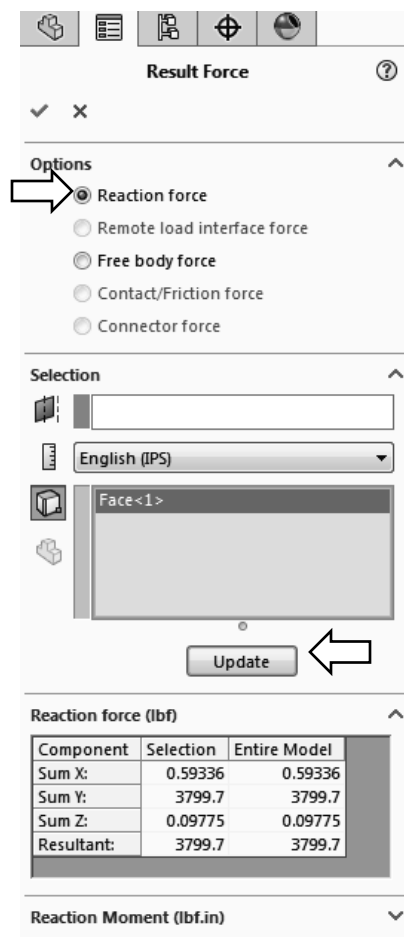 Result Force
Options
Reaction force
Remote load interface force
Free body force
Contact/Friction force
Connector force
Selection
English (IPS)
Face<1>
Update
Reaction force (lbf)
Component Selection Entire Model
Sum X: 0.59336 0.59336
Sum Y: 3799.7 3799.7
Sum Z: 0.09775 0.09775
Resultant: 3799.7 3799.7
Reaction Moment (lbf.in)